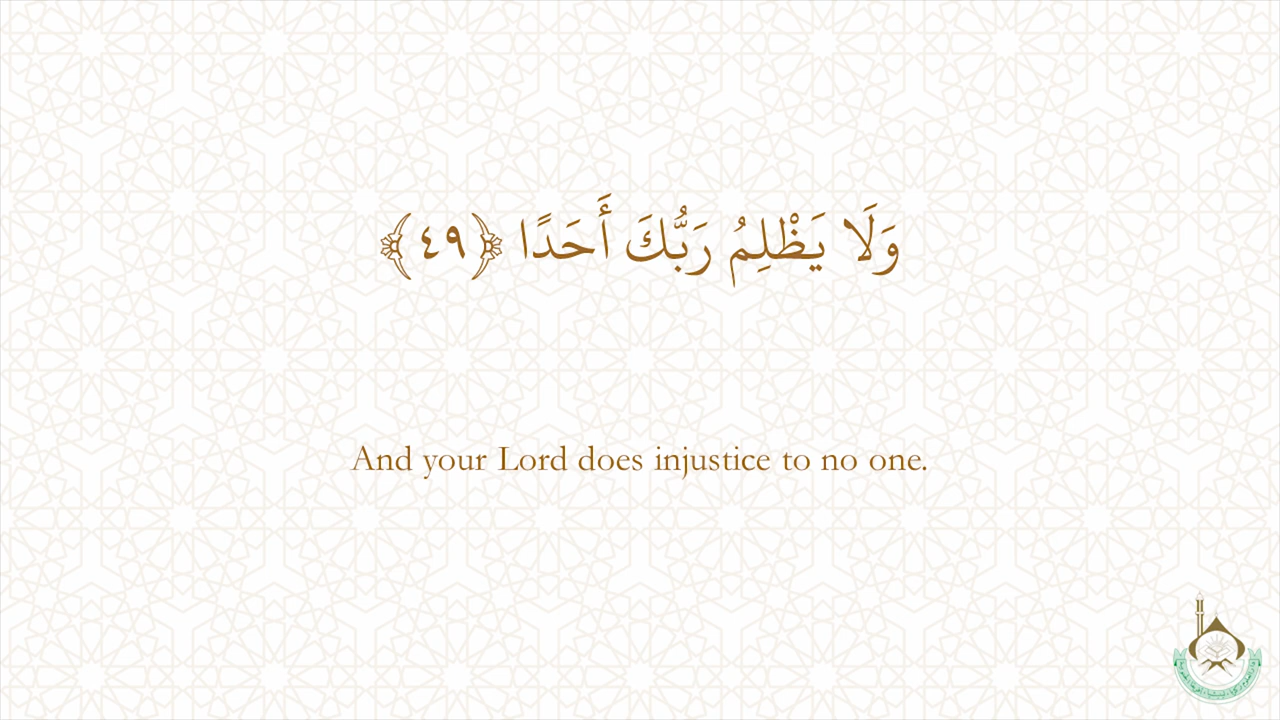 وَلَا يَظْلِمُ رَبُّكَ أَحَدًا ﴿٤٩﴾
And your Lord does injustice to no one.